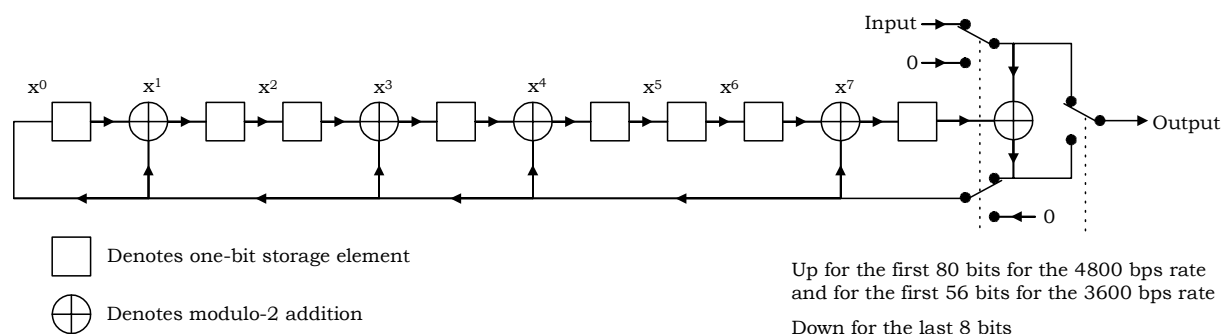 Input
0
x⁰
x¹
x²
x³
x⁴
x⁵
x⁶
x⁷
Output
0
Denotes one-bit storage element
Denotes modulo-2 addition
Up for the first 80 bits for the 4800 bps rate
and for the first 56 bits for the 3600 bps rate
Down for the last 8 bits